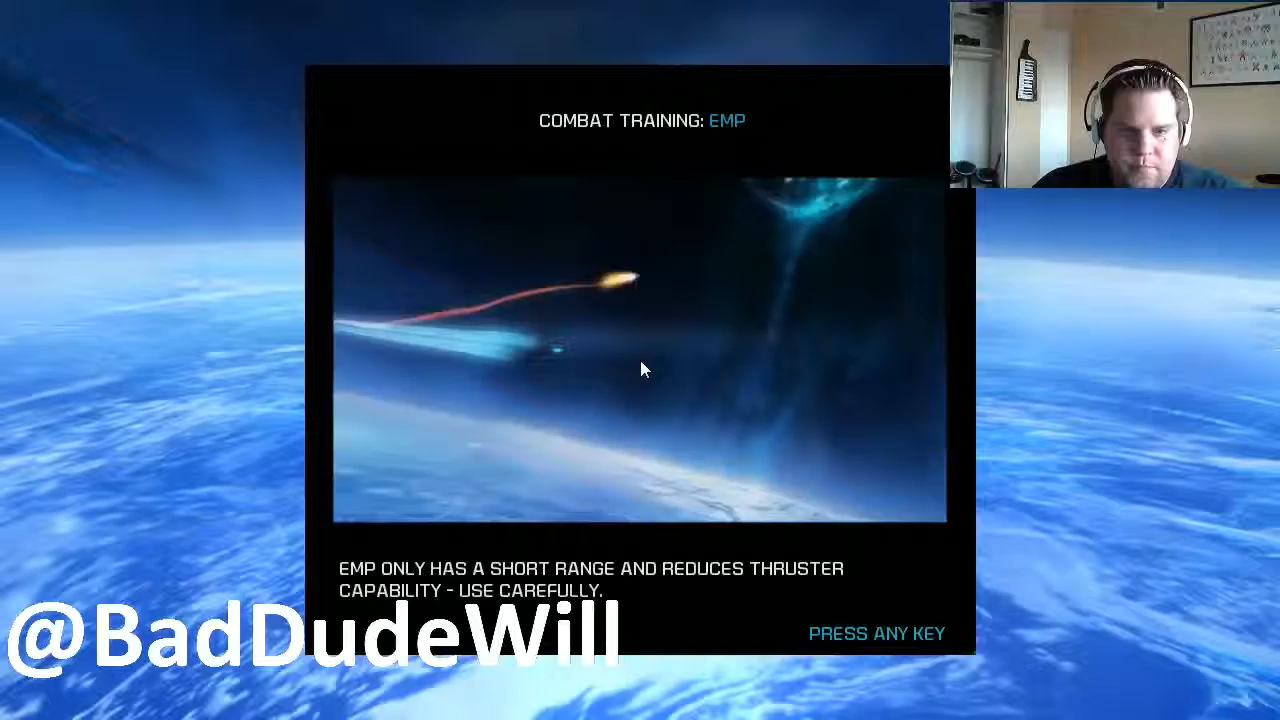 COMBAT TRAINING: EMP
EMP ONLY HAS A SHORT RANGE AND REDUCES THRUSTER
CAPABILITY - USE CAREFULLY.
@BadDudeWill
PRESS ANY KEY